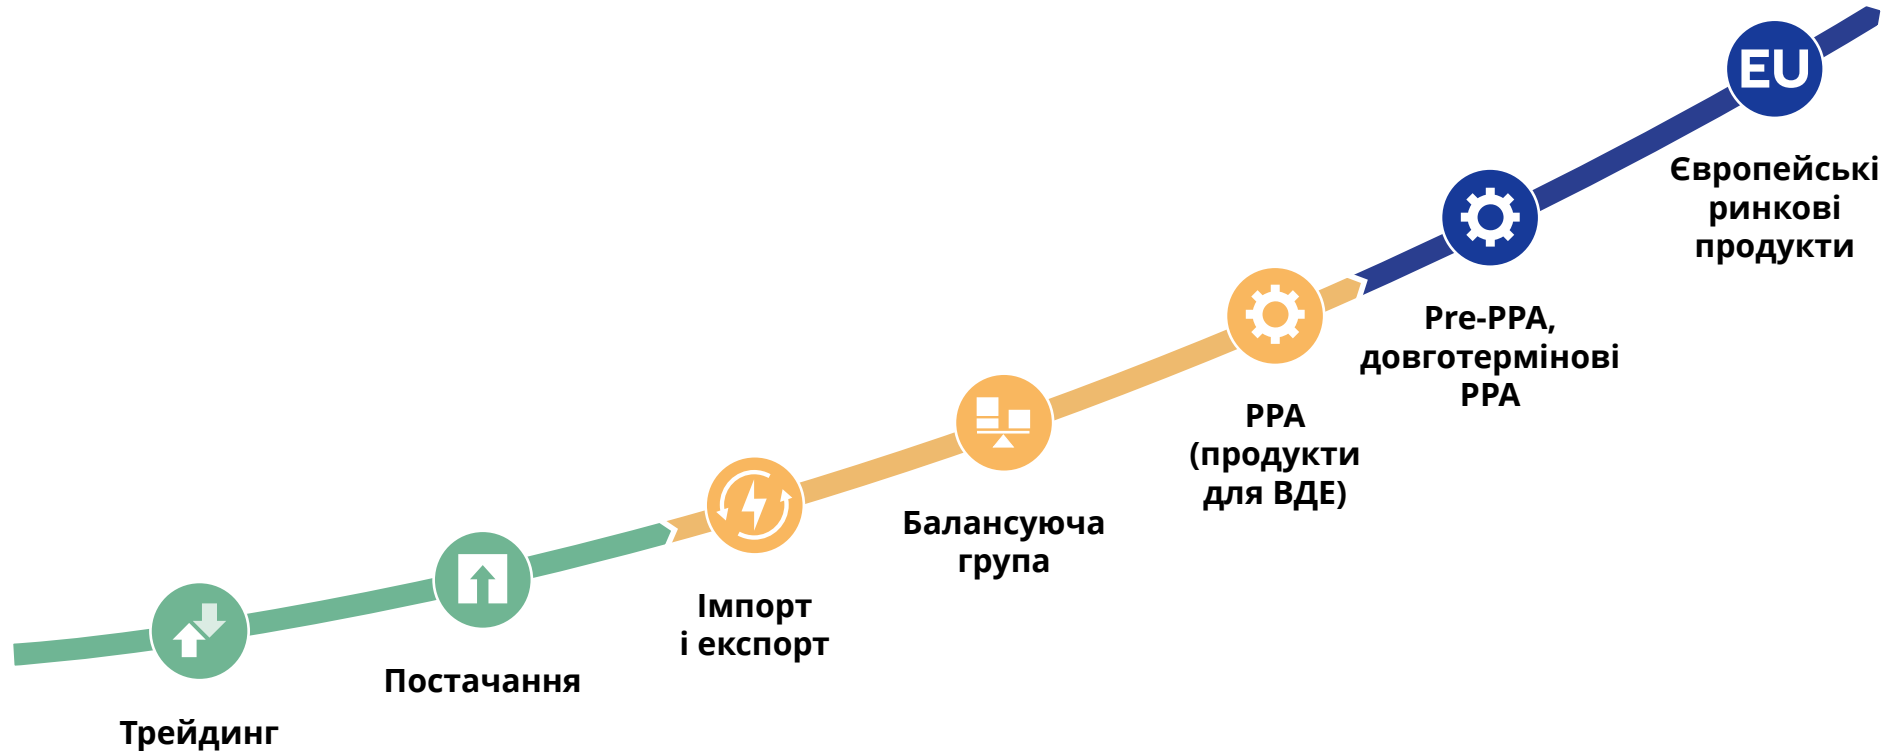 Трейдинг
Постачання
Імпорт
і експорт
Балансуюча
група
PPA
(продукти
для ВДЕ)
Pre-PPA,
довготермінові
PPA
EU
Європейські
ринкові
продукти